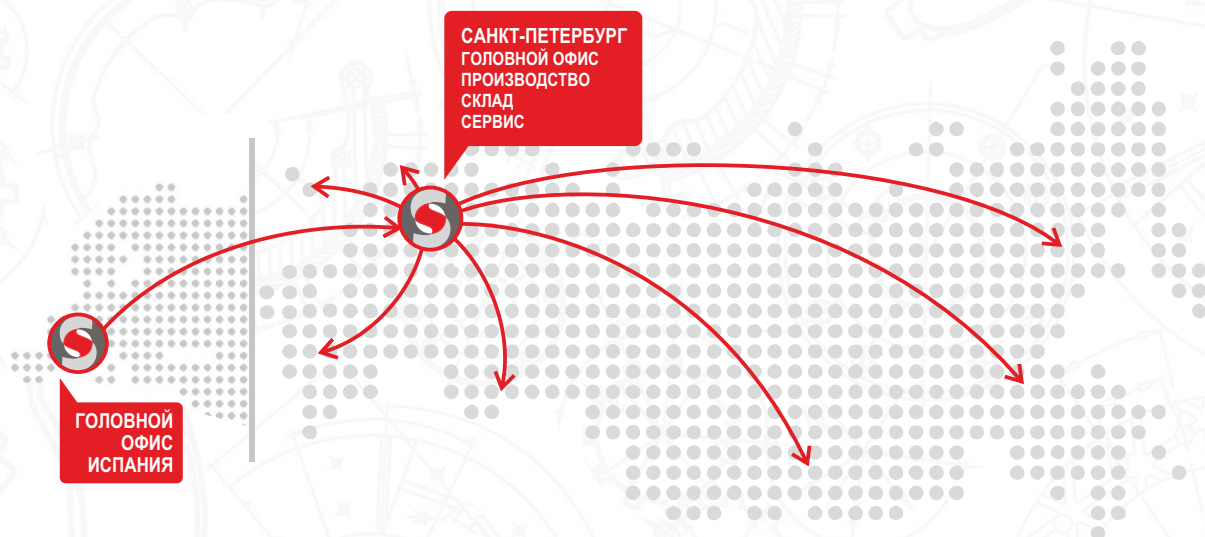 САНКТ-ПЕТЕРБУРГ
ГОЛОВНОЙ ОФИС
ПРОИЗВОДСТВО
СКЛАД
СЕРВИС
ГОЛОВНОЙ
ОФИС
ИСПАНИЯ